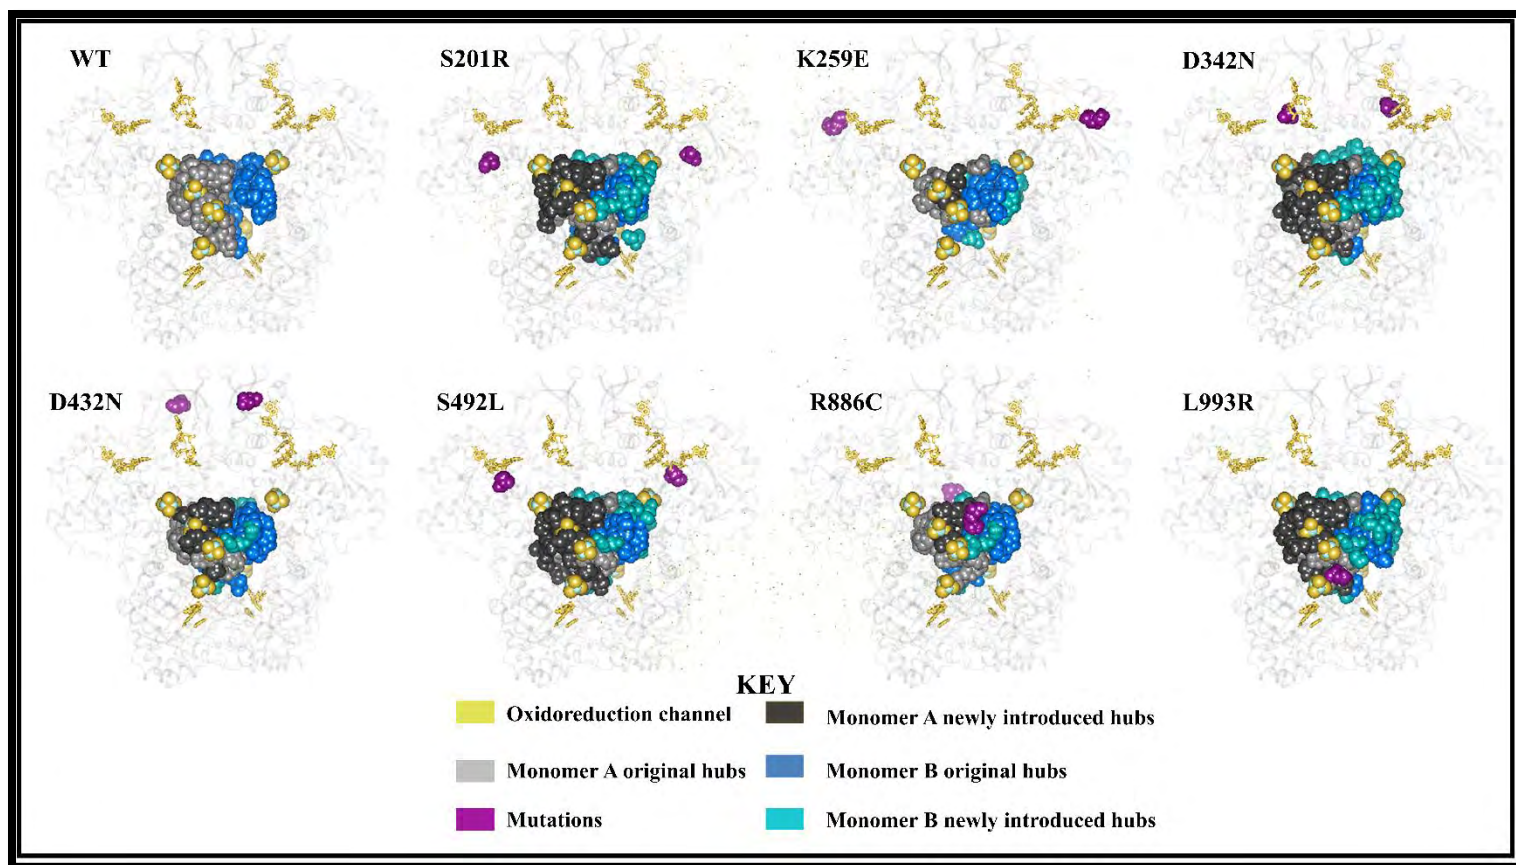 WT
S201R
K259E
D342N
D432N
S492L
R886C
L993R
KEY
Oxidoreduction channel
Monomer A newly introduced hubs
Monomer A original hubs
Monomer B original hubs
Mutations
Monomer B newly introduced hubs